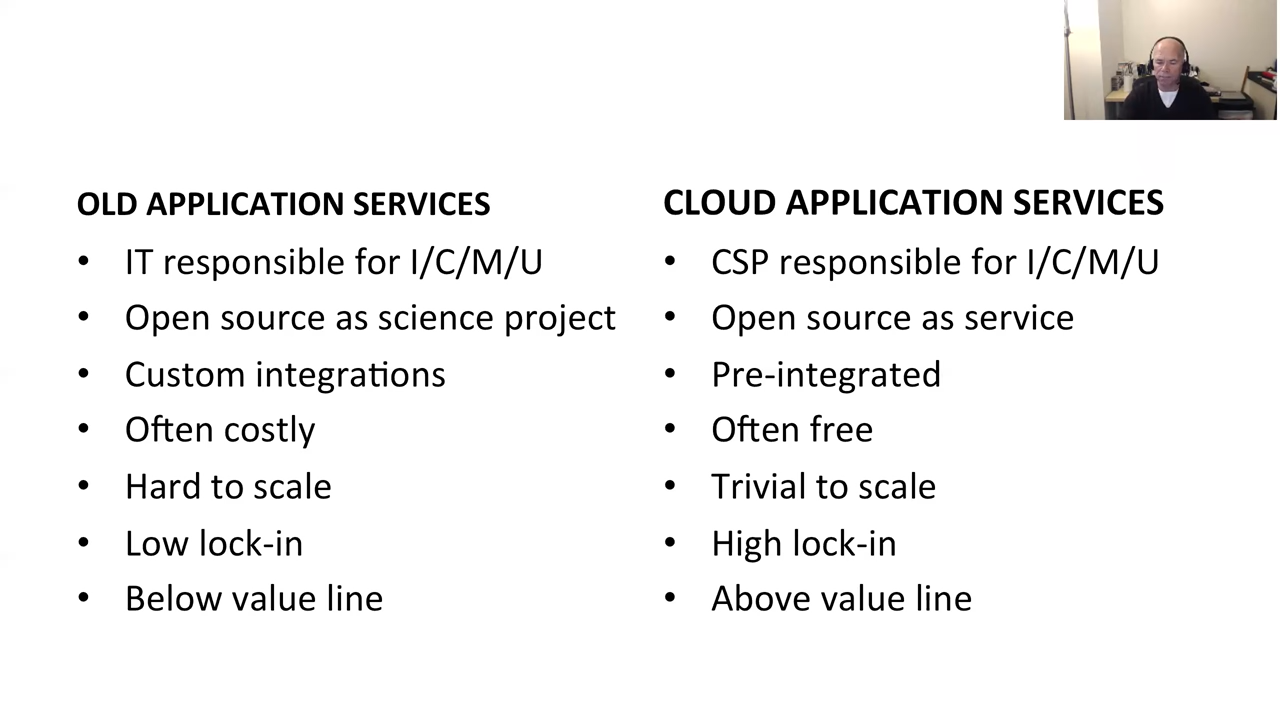 OLD APPLICATION SERVICES
• IT responsible for I/C/M/U
• Open source as science project
• Custom integrations
• Often costly
• Hard to scale
• Low lock-in
• Below value line
CLOUD APPLICATION SERVICES
• CSP responsible for I/C/M/U
• Open source as service
• Pre-integrated
• Often free
• Trivial to scale
• High lock-in
• Above value line